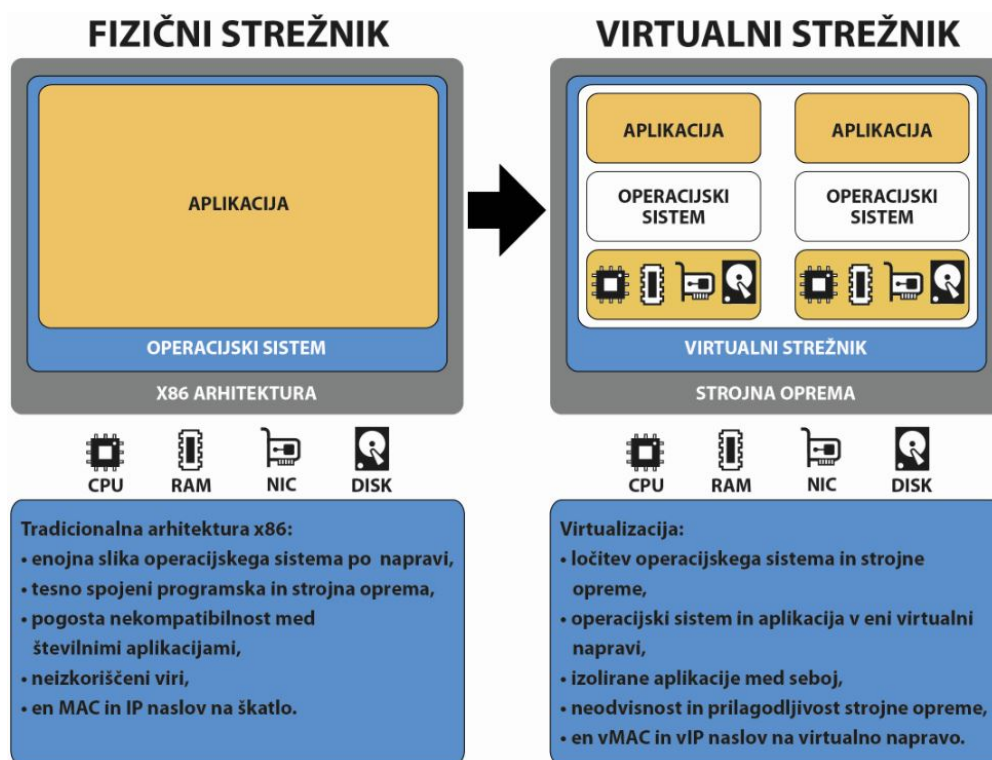 FIZIČNI STREŽNIK
APLIKACIJA
OPERACIJSKI SISTEM
X86 ARHITEKTURA
CPU RAM NIC DISK
Tradicionalna arhitektura x86:
• enojna slika operacijskega sistema po napravi,
• tesno spojeni programska in strojna oprema,
• pogosta nekompatibilnost med
številnimi aplikacijami,
• neizkoriščeni viri,
• en MAC in IP naslov na škatlo.
VIRTUALNI STREŽNIK
APLIKACIJA
OPERACIJSKI
SISTEM
APLIKACIJA
OPERACIJSKI
SISTEM
VIRTUALNI STREŽNIK
STROJNA OPREMA
CPU RAM NIC DISK
Virtualizacija:
• ločitev operacijskega sistema in strojne
opreme,
• operacijski sistem in aplikacija v eni virtualni
napravi,
• izolirane aplikacije med seboj,
• neodvisnost in prilagodljivost strojne opreme,
• en vMAC in vIP naslov na virtualno napravo.